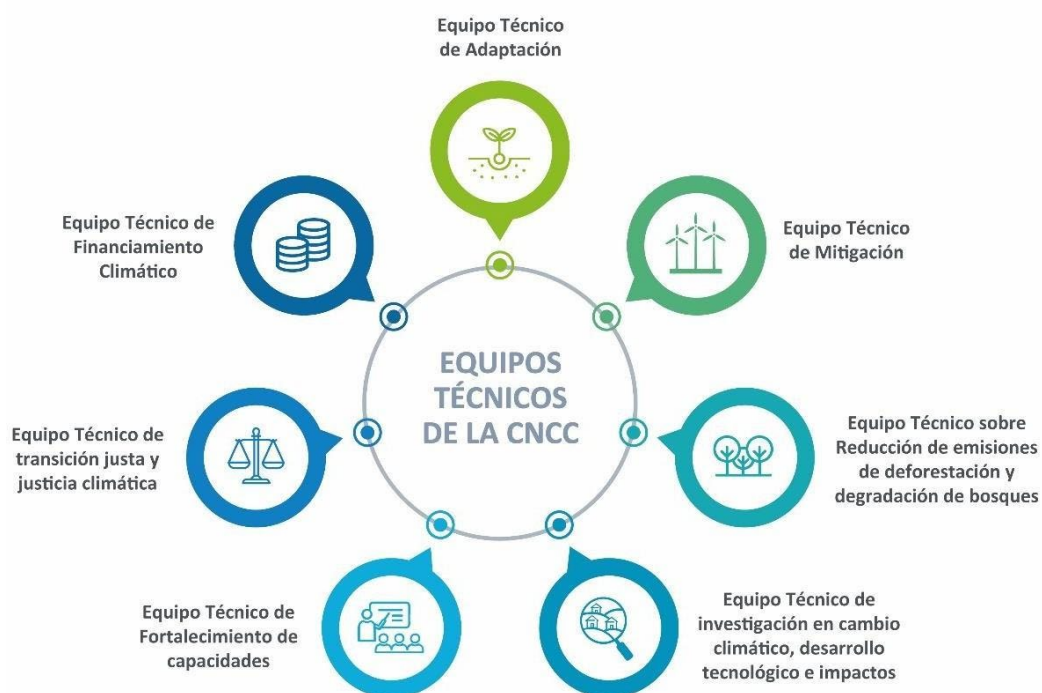 Equipo Técnico
de Adaptación
Equipo Técnico
de Mitigación
Equipo Técnico sobre
Reducción de emisiones
de deforestación y
degradación de bosques
Equipo Técnico de
investigación en cambio
climático, desarrollo
tecnológico e impactos
Equipo Técnico de
Fortalecimiento de
capacidades
Equipo Técnico de
transición justa y
justicia climática
Equipo Técnico de
Financiamiento
Climático
EQUIPOS
TÉCNICOS
DE LA CNCC